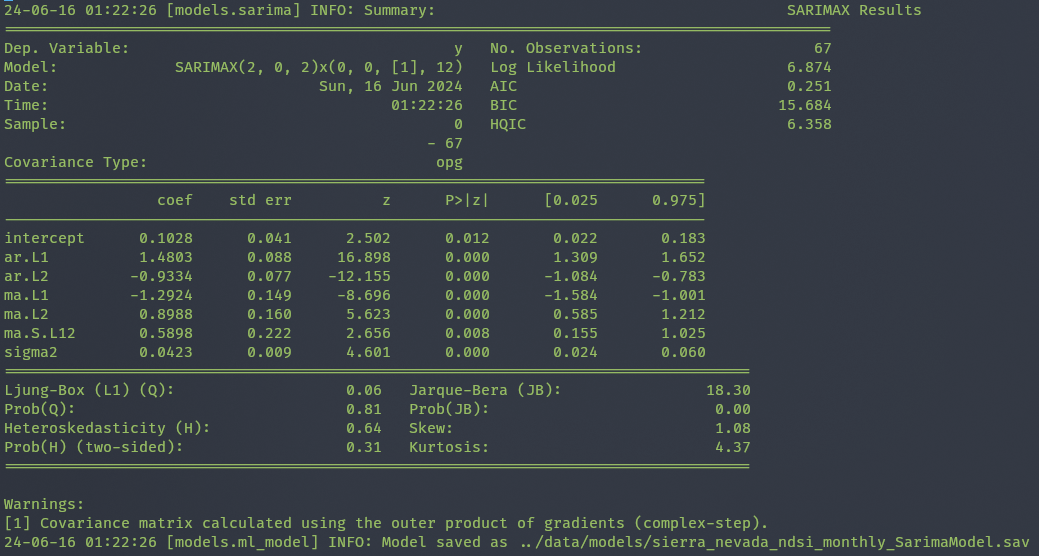 24-06-16 01:22:26 [models.sarima] INFO: Summary: SARIMAX Results
Dep. Variable: y No. Observations: 67
Model: SARIMAX(2, 0, 2)x(0, 0, [1], 12) Log Likelihood 6.874
Date: Sun, 16 Jun 2024 AIC 0.251
Time: 01:22:26 BIC 15.684
Sample: 0 HQIC 6.358
- 67
Covariance Type: opg
coef std err z P>|z| [0.025 0.975]
intercept 0.1028 0.041 2.502 0.012 0.022 0.183
ar.L1 1.4803 0.088 16.898 0.000 1.309 1.652
ar.L2 -0.9334 0.077 -12.155 0.000 -1.084 -0.783
ma.L1 -1.2924 0.149 -8.696 0.000 -1.584 -1.001
ma.L2 0.8988 0.160 5.623 0.000 0.585 1.212
ma.S.L12 0.5898 0.222 2.656 0.008 0.155 1.025
sigma2 0.0423 0.009 4.601 0.000 0.024 0.060
Ljung-Box (L1) (Q): 0.06 Jarque-Bera (JB): 18.30
Prob(Q): 0.81 Prob(JB): 0.00
Heteroskedasticity (H): 0.64 Skew: 1.08
Prob(H) (two-sided): 0.31 Kurtosis: 4.37
Warnings:
[1] Covariance matrix calculated using the outer product of gradients (complex-step).
24-06-16 01:22:26 [models.ml_model] INFO: Model saved as ../data/models/sierra_nevada_ndsi_monthly_SarimaModel.sav